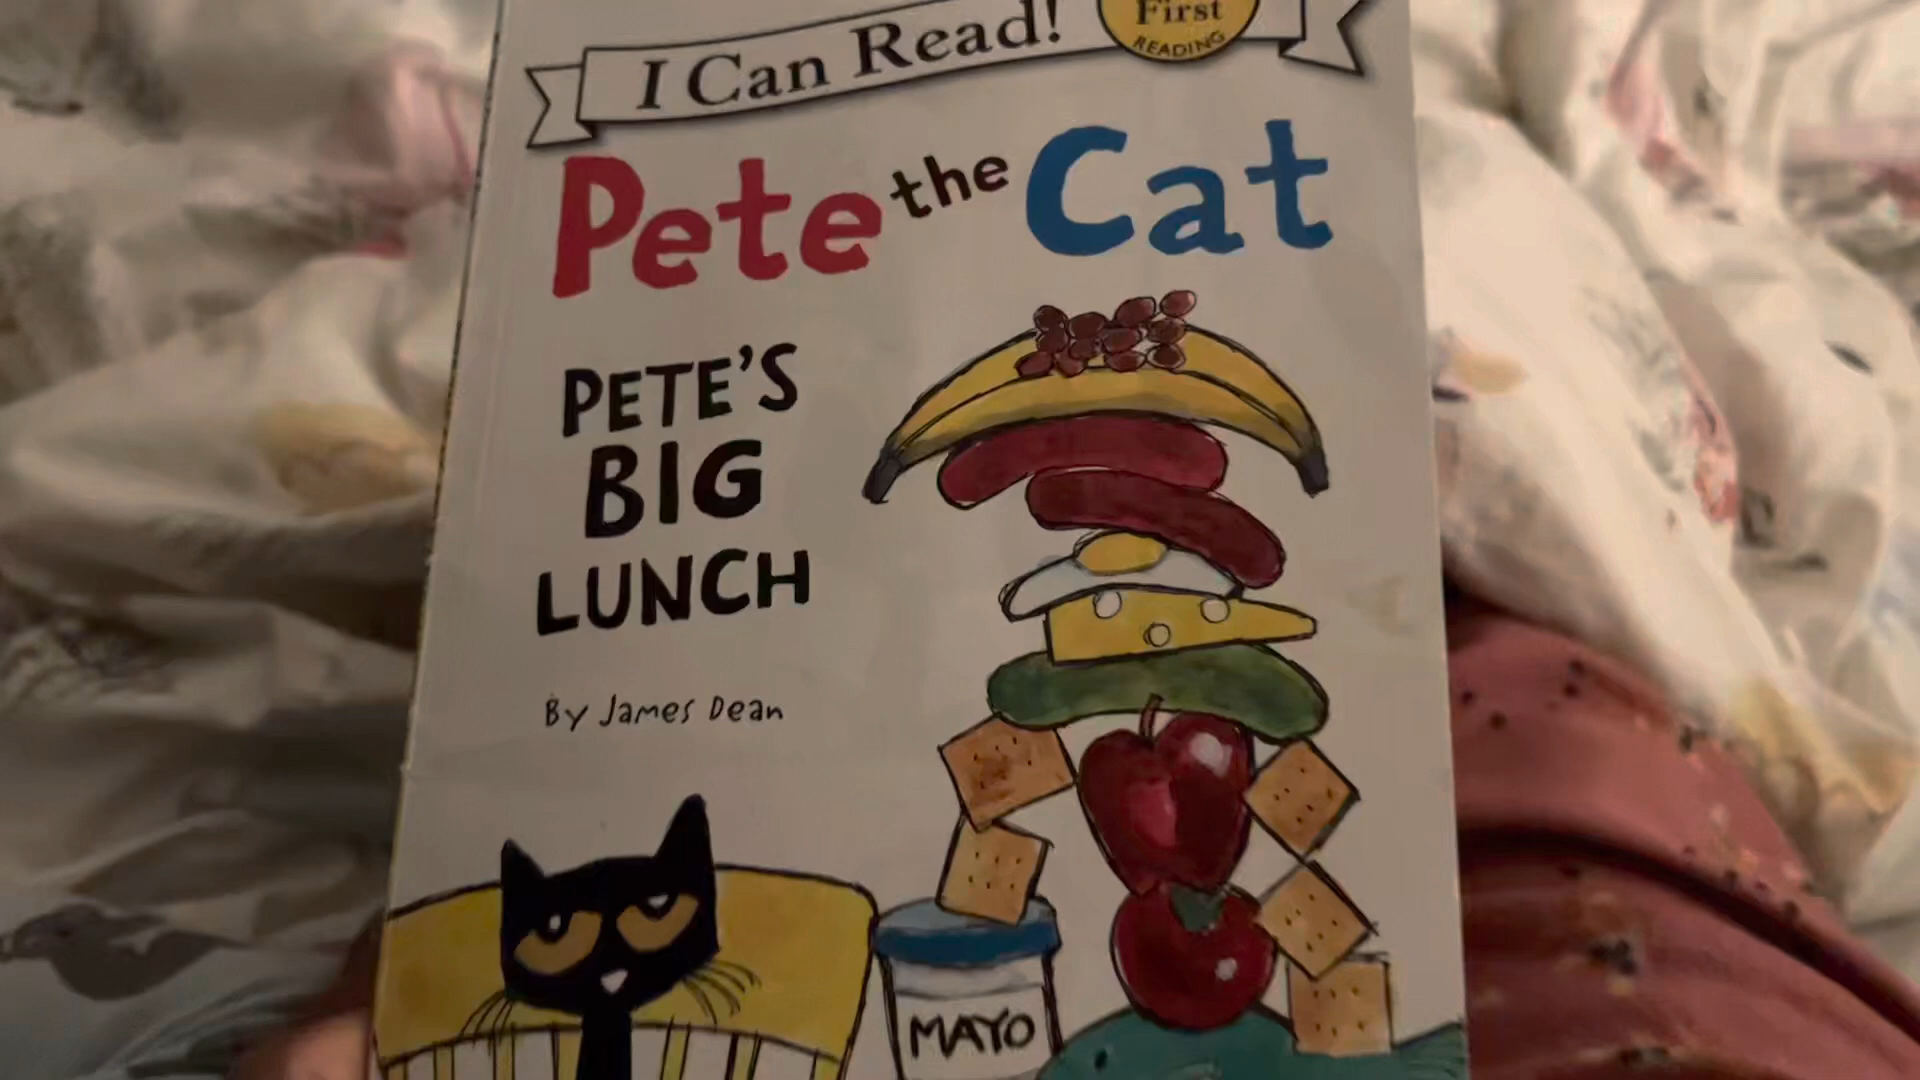 I Can Read!
First
READING
Pete the Cat
PETE'S
BIG
LUNCH
By James Dean
MAYO